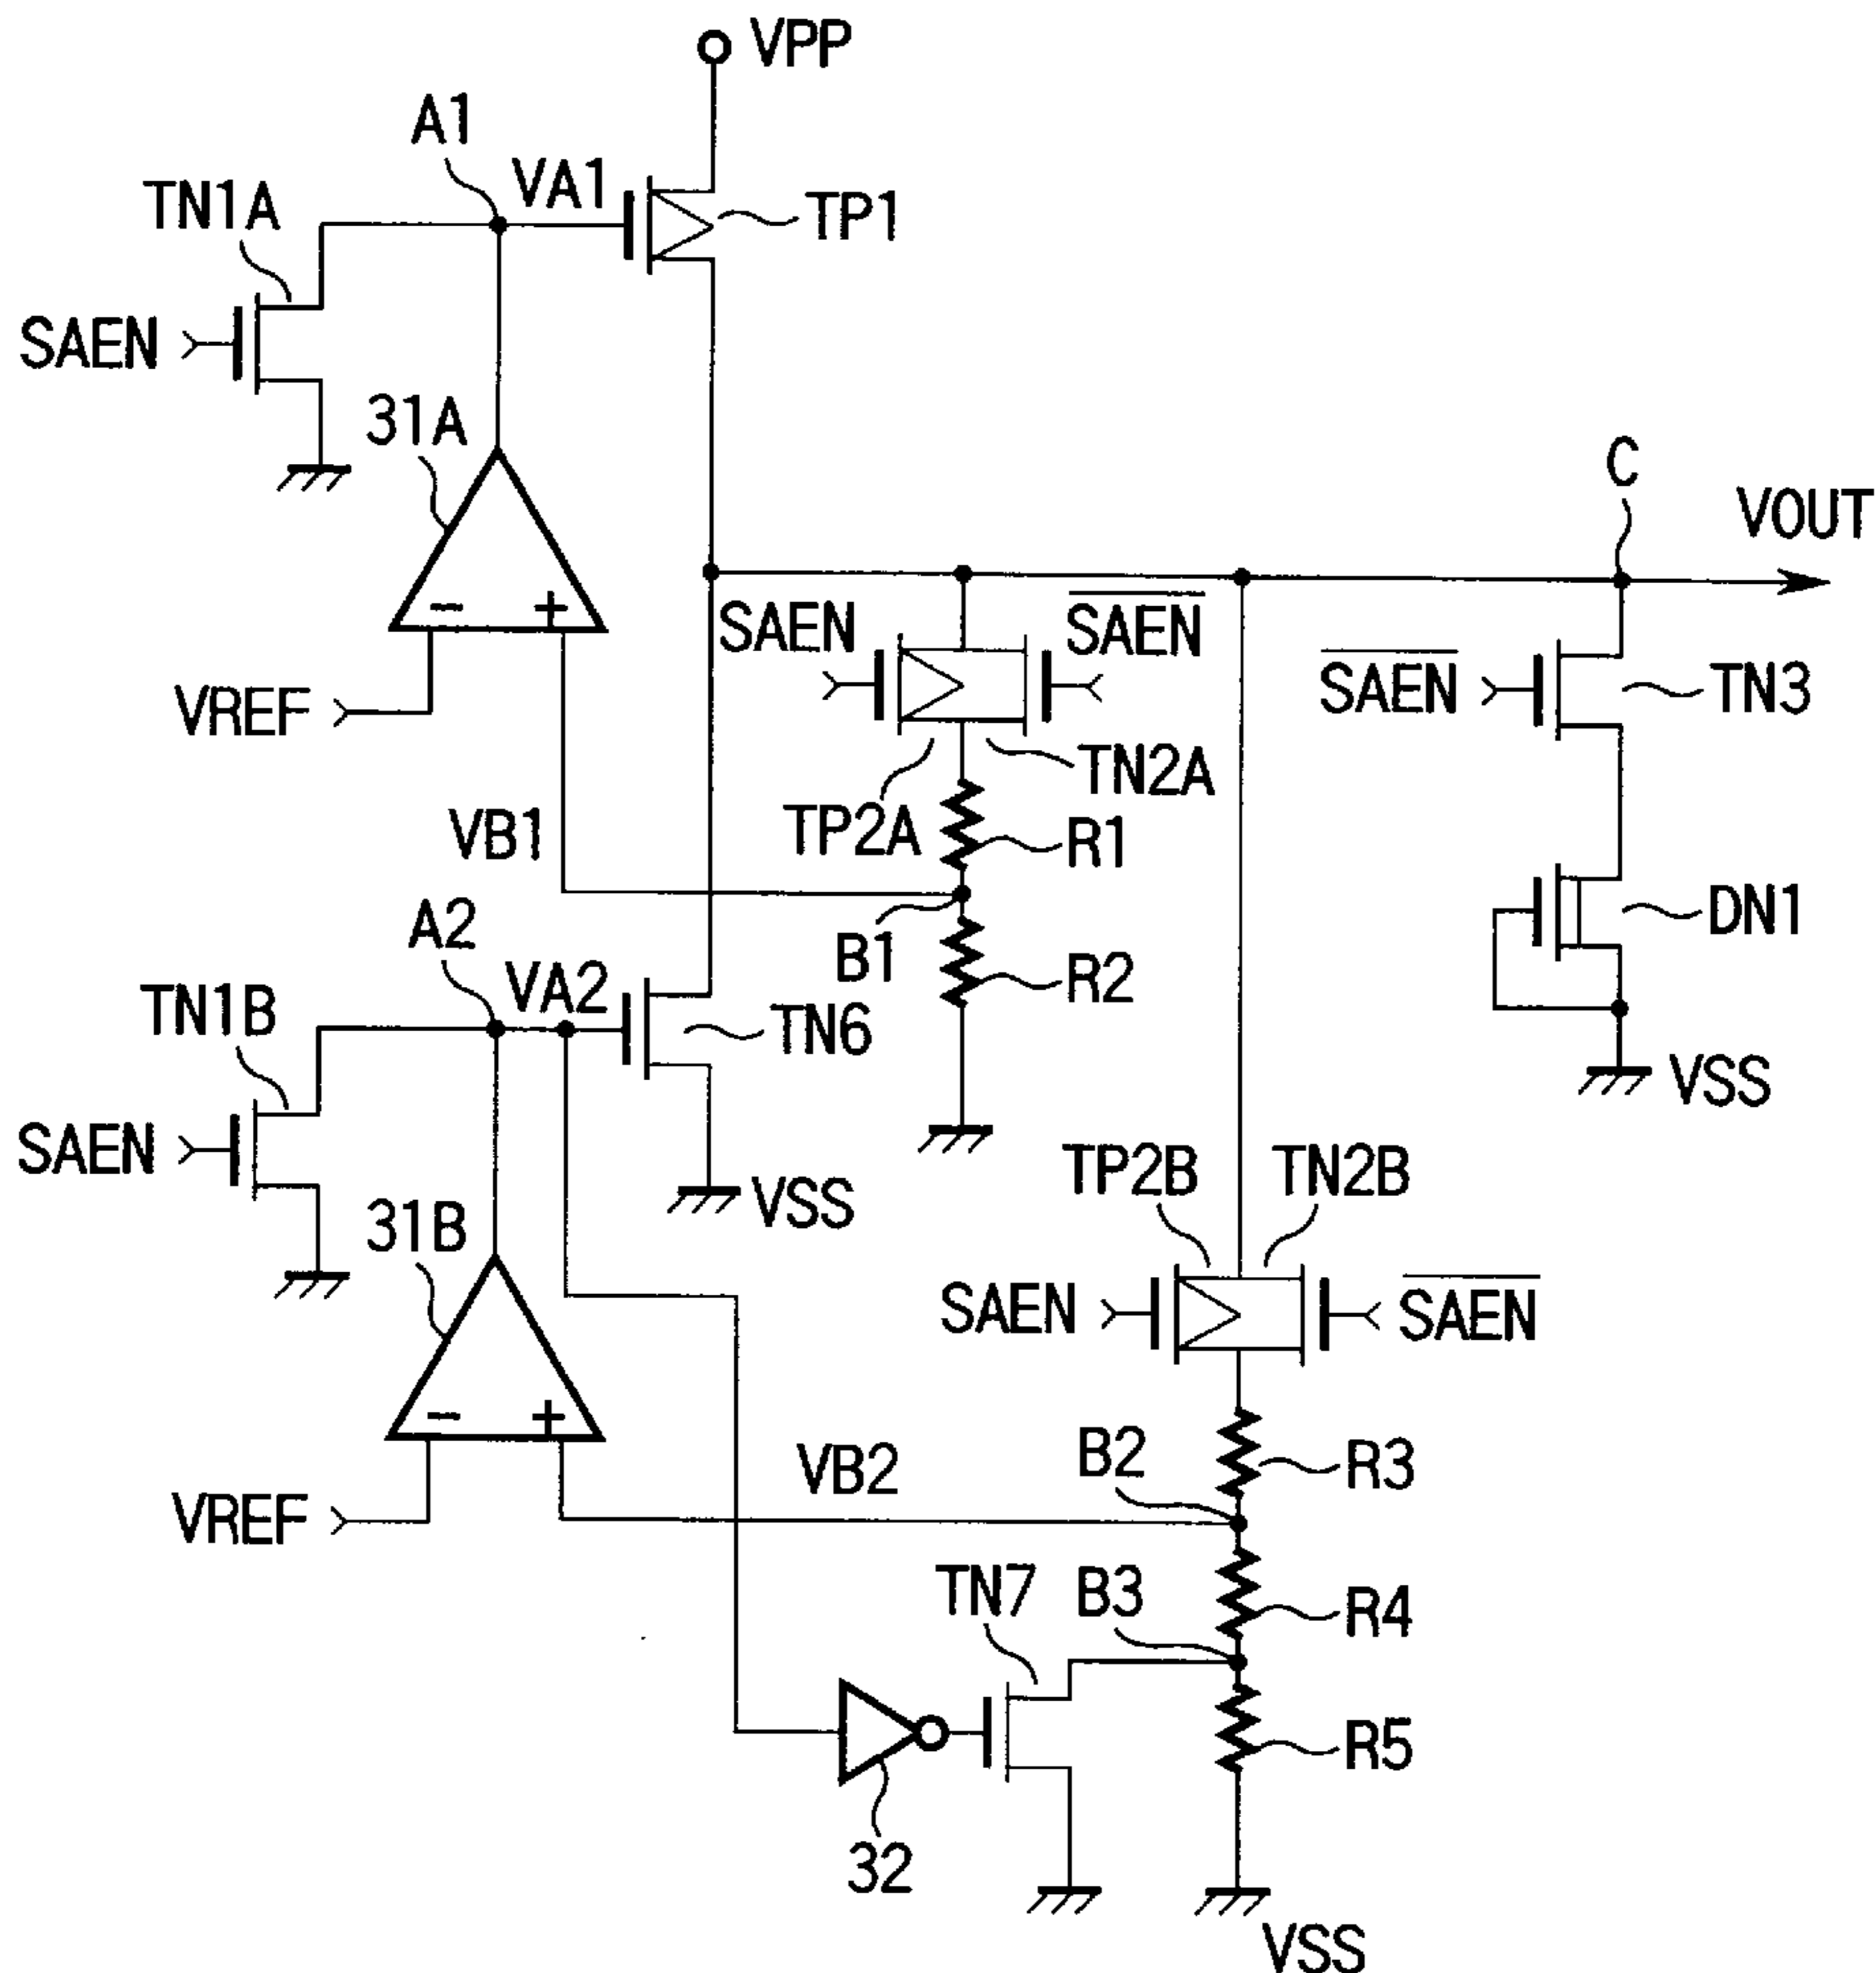 VPP
A1
VA1
TN1A
TP1
SAEN
31A
C
VOUT
- +
SAEN
SAEN
SAEN
TN3
VREF
TN2A
TP2A
VB1
R1
DN1
A2
B1
VA2
R2
TN1B
TN6
VSS
SAEN
TP2B
TN2B
VSS
31B
SAEN
SAEN
- +
B2
R3
VB2
VREF
TN7
B3
R4
R5
32
VSS